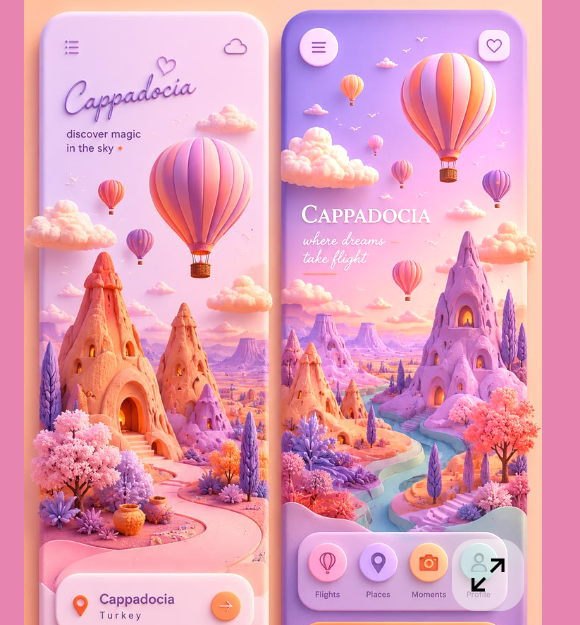 Cappadocia
discover magic
in the sky
Cappadocia
Turkey
CAPPADOCIA
where dreams
take flight
Flights
Places
Moments
Profile